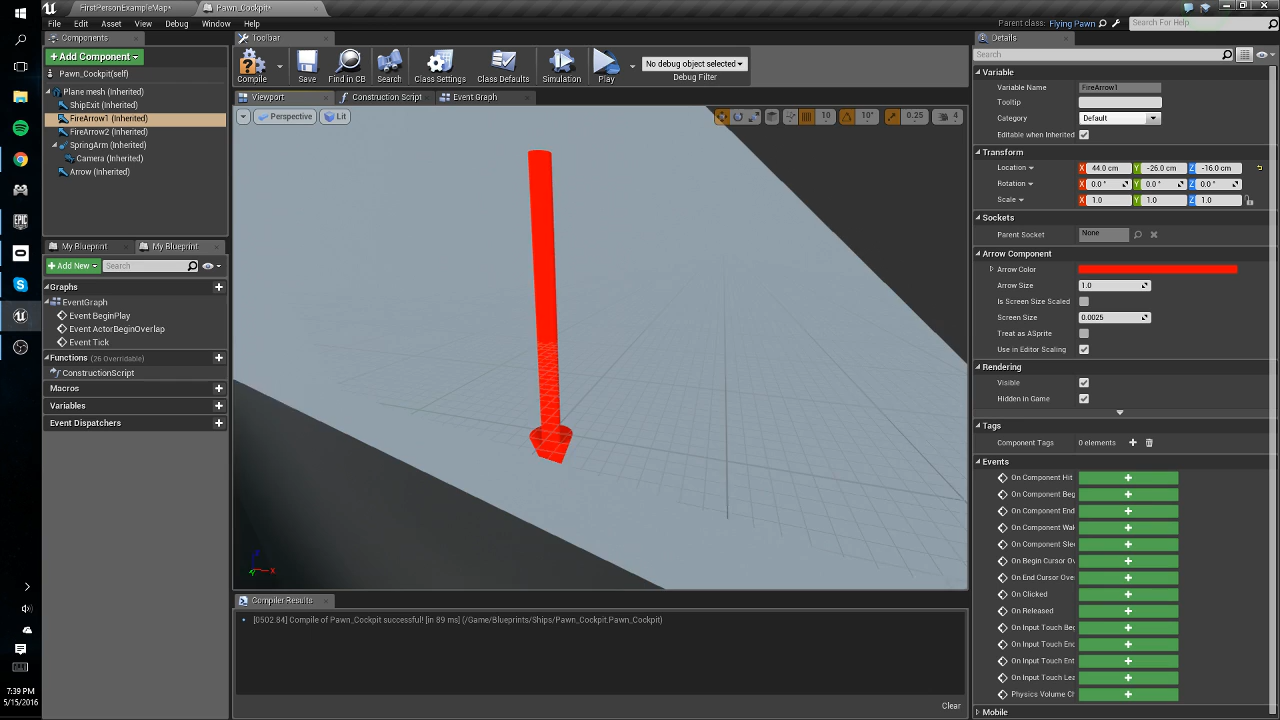 FirstPersonExampleMap*
Pawn_Cockpit*
File Edit Asset View Debug Window Help
Parent class: Flying Pawn
Search For Help
Components
+Add Component
Pawn_Cockpit(self)
Plane mesh (Inherited)
ShipExit (Inherited)
FireArrow1 (Inherited)
FireArrow2 (Inherited)
SpringArm (Inherited)
Camera (Inherited)
Arrow (Inherited)
My Blueprint
My Blueprint
+Add New
Search
Graphs
EventGraph
Event BeginPlay
Event ActorBeginOverlap
Event Tick
Functions (26 Overridable)
ConstructionScript
Macros
Variables
Event Dispatchers
Toolbar
Compile
Save
Find in CB
Search
Class Settings
Class Defaults
Simulation
Play
No debug object selected
Debug Filter
Viewport
Construction Script
Event Graph
Perspective
Lit
10
10°
0.25
4
Z
X
Compiler Results
[0502.84] Compile of Pawn_Cockpit successful! [in 89 ms] (/Game/Blueprints/Ships/Pawn_Cockpit.Pawn_Cockpit)
Clear
Details
Search
Variable
Variable Name FireArrow1
Tooltip
Category Default
Editable when Inherited
Transform
Location X 44.0 cm Y -26.0 cm Z -16.0 cm
Rotation X 0.0 ° Y 0.0 ° Z 0.0 °
Scale X 1.0 Y 1.0 Z 1.0
Sockets
Parent Socket None
Arrow Component
Arrow Color
Arrow Size 1.0
Is Screen Size Scaled
Screen Size 0.0025
Treat as ASprite
Use in Editor Scaling
Rendering
Visible
Hidden in Game
Tags
Component Tags 0 elements
Events
On Component Hit
On Component Beg
On Component End
On Component Wak
On Component Slee
On Begin Cursor Ov
On End Cursor Over
On Clicked
On Released
On Input Touch Beg
On Input Touch End
On Input Touch Ent
On Input Touch Lea
Physics Volume Ch
Mobile
EPIC
7:39 PM
5/15/2016